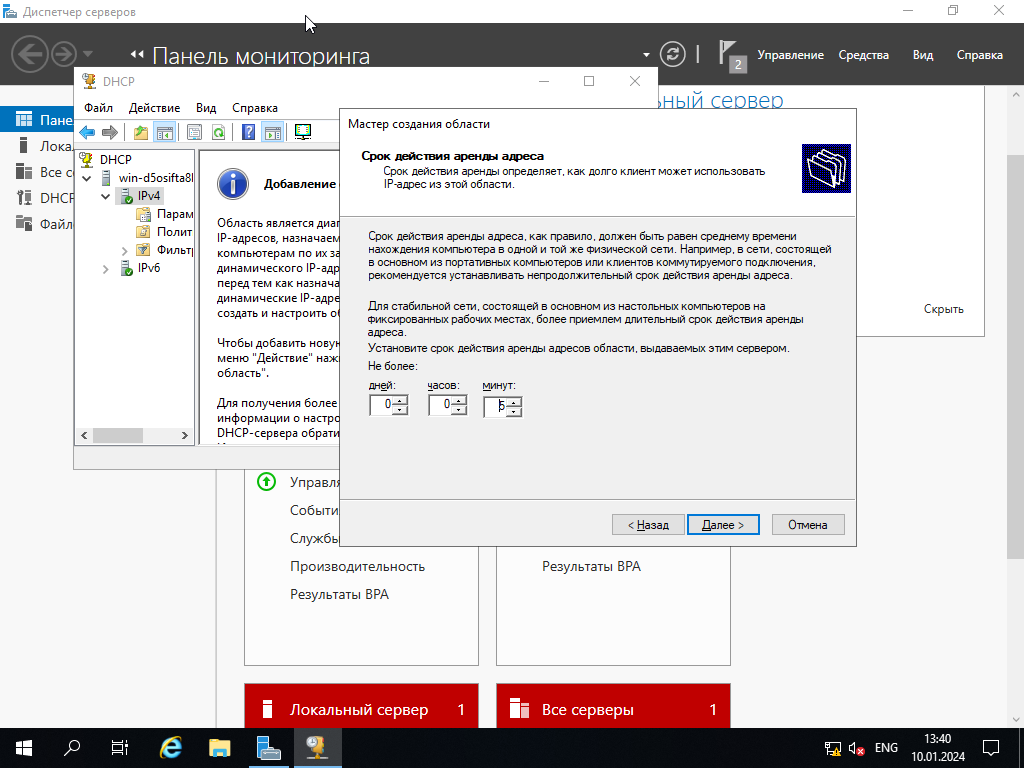 Диспетчер серверов
Панель мониторинга
2
Управление
Средства
Вид
Справка
DHCP
Файл
Действие
Вид
Справка
DHCP
win-d5osifta8
IPv4
Парам
Полит
Фильтр
IPv6
Добавление
Область является диа
IP-адресов, назначаем
компьютерам по их за
динамического IP-адр
перед тем как назнача
динамические IP-адре
создать и настроить об
Чтобы добавить новую
меню "Действие" наж
область".
Для получения более
информации о настро
DHCP-сервера обрати
Мастер создания области
Срок действия аренды адреса
Срок действия аренды определяет, как долго клиент может использовать
IP-адрес из этой области.
Срок действия аренды адреса, как правило, должен быть равен среднему времени
нахождения компьютера в одной и той же физической сети. Например, в сети, состоящей
в основном из портативных компьютеров или клиентов коммутируемого подключения,
рекомендуется устанавливать непродолжительный срок действия аренды адреса.
Для стабильной сети, состоящей в основном из настольных компьютеров на
фиксированных рабочих местах, более приемлем длительный срок действия аренды
адреса.
Установите срок действия аренды адресов области, выдаваемых этим сервером.
Не более:
дней:
часов:
минут:
0
0
5
< Назад
Далее >
Отмена
ьный сервер
Скрыть
Пане
Лока
Все се
DHCP
Файл
Управля
Событи
Службы
Производительность
Результаты BPA
Результаты BPA
Локальный сервер 1
Все серверы 1
ENG
13:40
10.01.2024